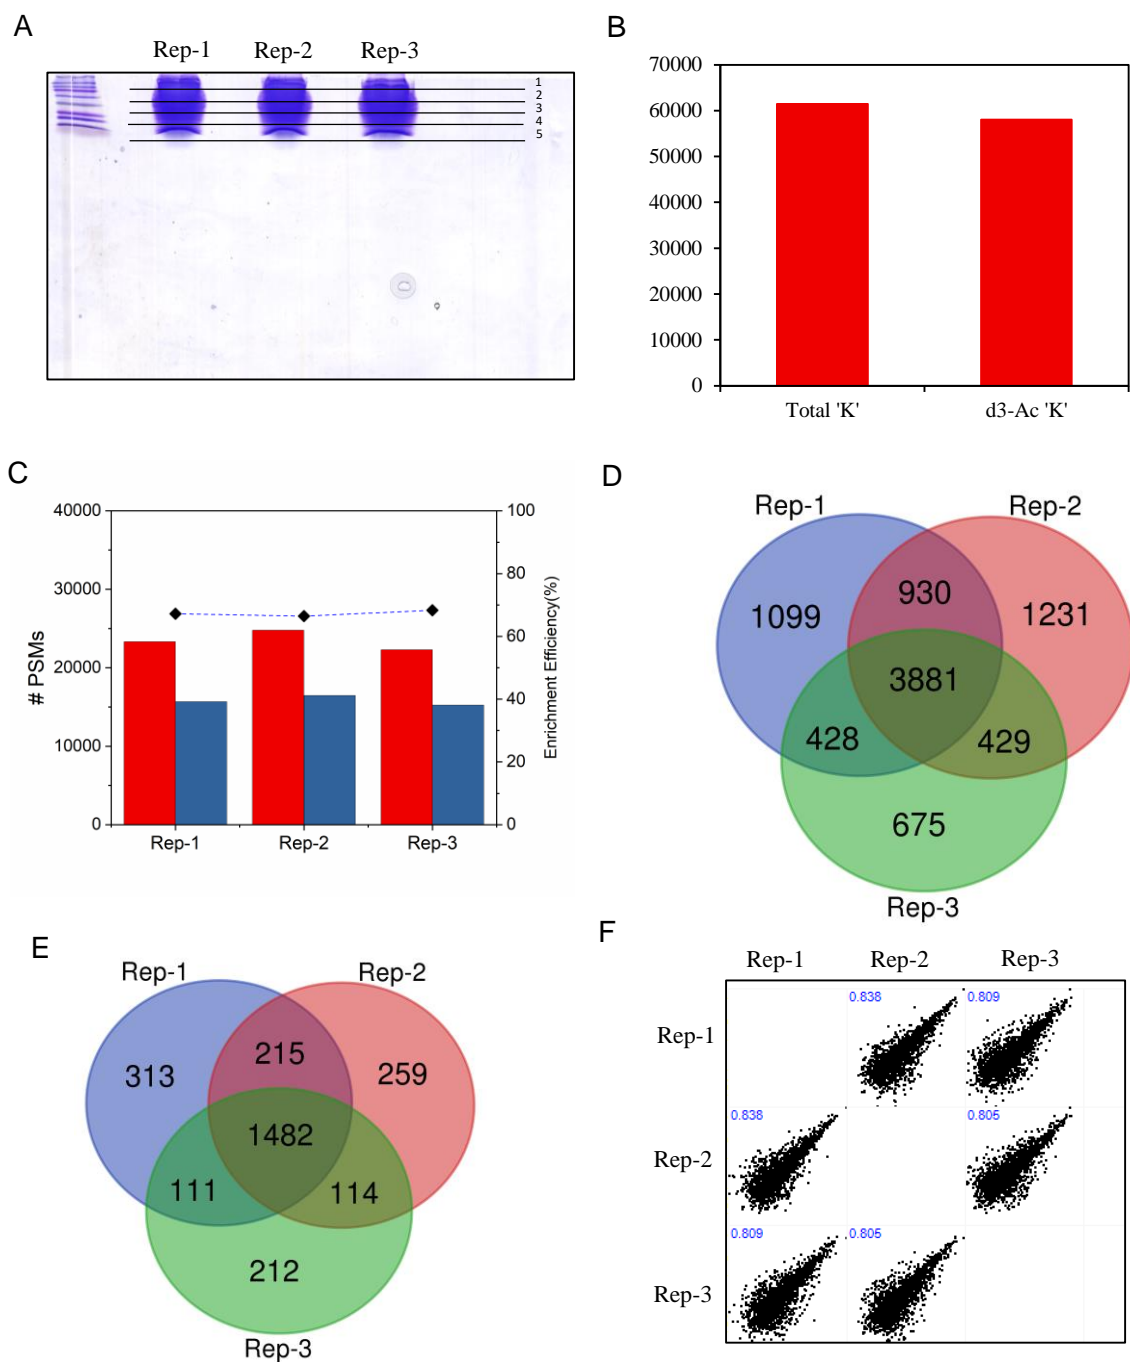 A
Rep-1 Rep-2 Rep-3
1
2
3
4
5
B
70000
60000
50000
40000
30000
20000
10000
0
Total 'K' d3-Ac 'K'
C
# PSMs
40000
30000
20000
10000
0
100
80
60
40
20
0
Enrichment Efficiency(%)
Rep-1 Rep-2 Rep-3
D
Rep-1 Rep-2
930
1099 1231
3881
428 429
675
Rep-3
E
Rep-1 Rep-2
215
313 259
1482
111 114
212
Rep-3
F
Rep-1 Rep-2 Rep-3
0.838 0.809
Rep-1
0.838 0.805
Rep-2
0.809 0.805
Rep-3